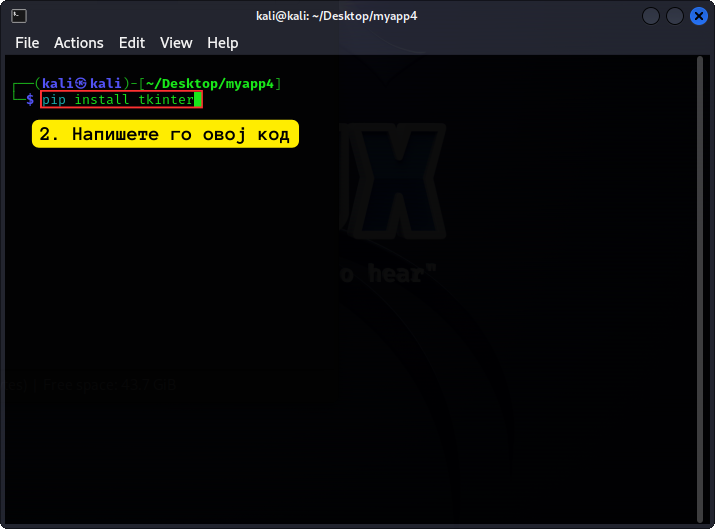 kali@kali: ~/Desktop/myapp4
File Actions Edit View Help
┌──(kali㉿kali)-[~/Desktop/myapp4]
└─$ pip install tkinter
2. Напишете го овој код
X
o hear"